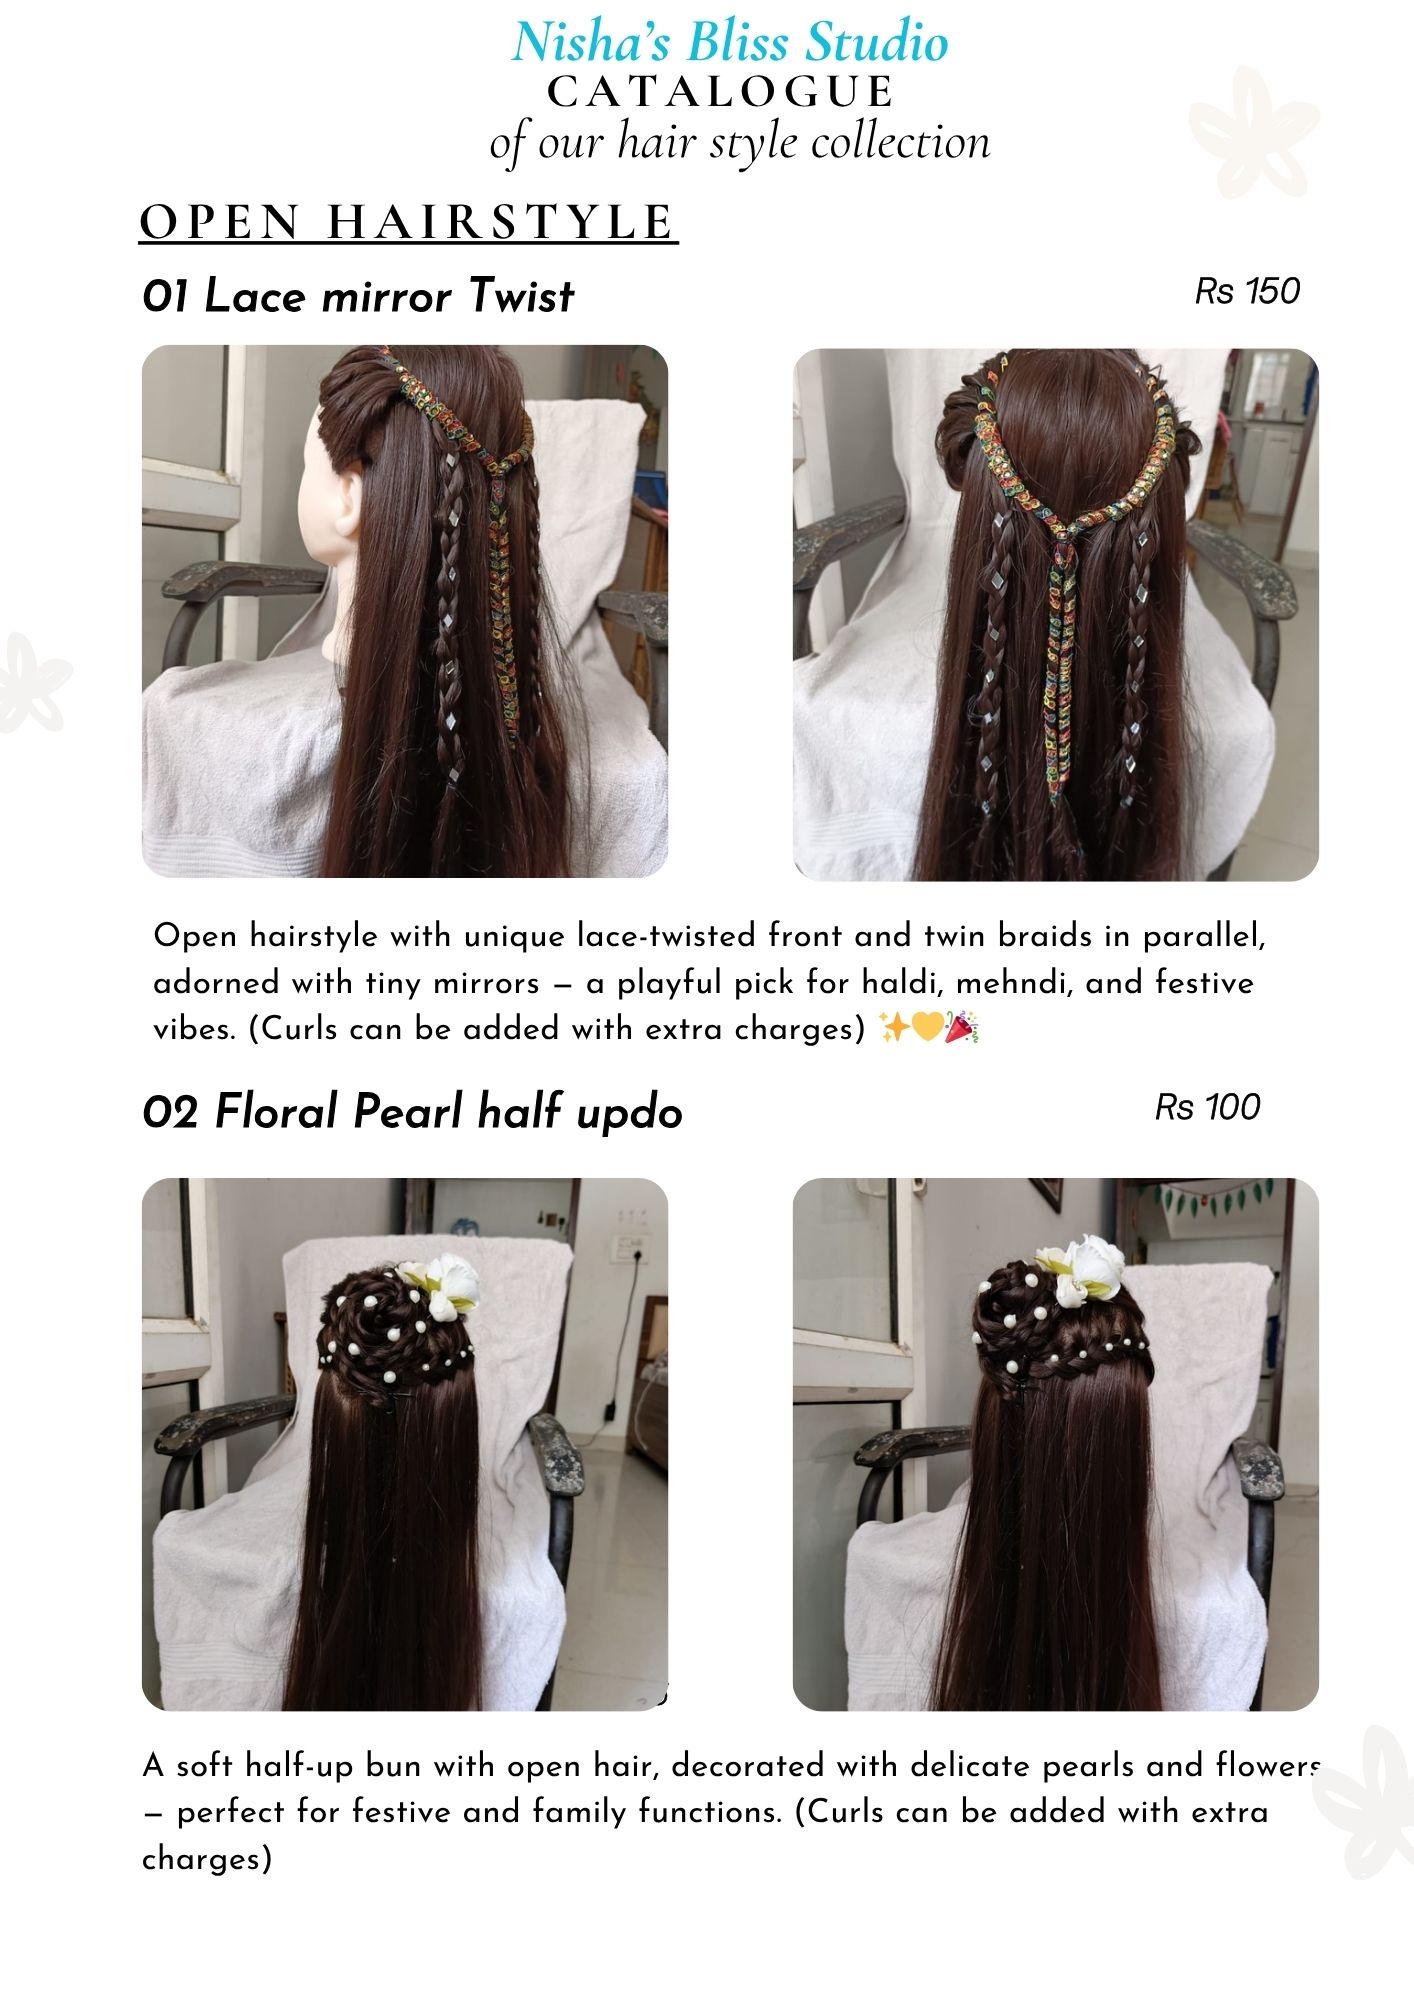 Nisha's Bliss Studio
CATALOGUE
of our hair style collection
OPEN HAIRSTYLE
01 Lace mirror Twist
Rs 150
Open hairstyle with unique lace-twisted front and twin braids in parallel,
adorned with tiny mirrors – a playful pick for haldi, mehndi, and festive
vibes. (Curls can be added with extra charges) ✨💛🎉
02 Floral Pearl half updo
Rs 100
A soft half-up bun with open hair, decorated with delicate pearls and flowers
– perfect for festive and family functions. (Curls can be added with extra
charges)